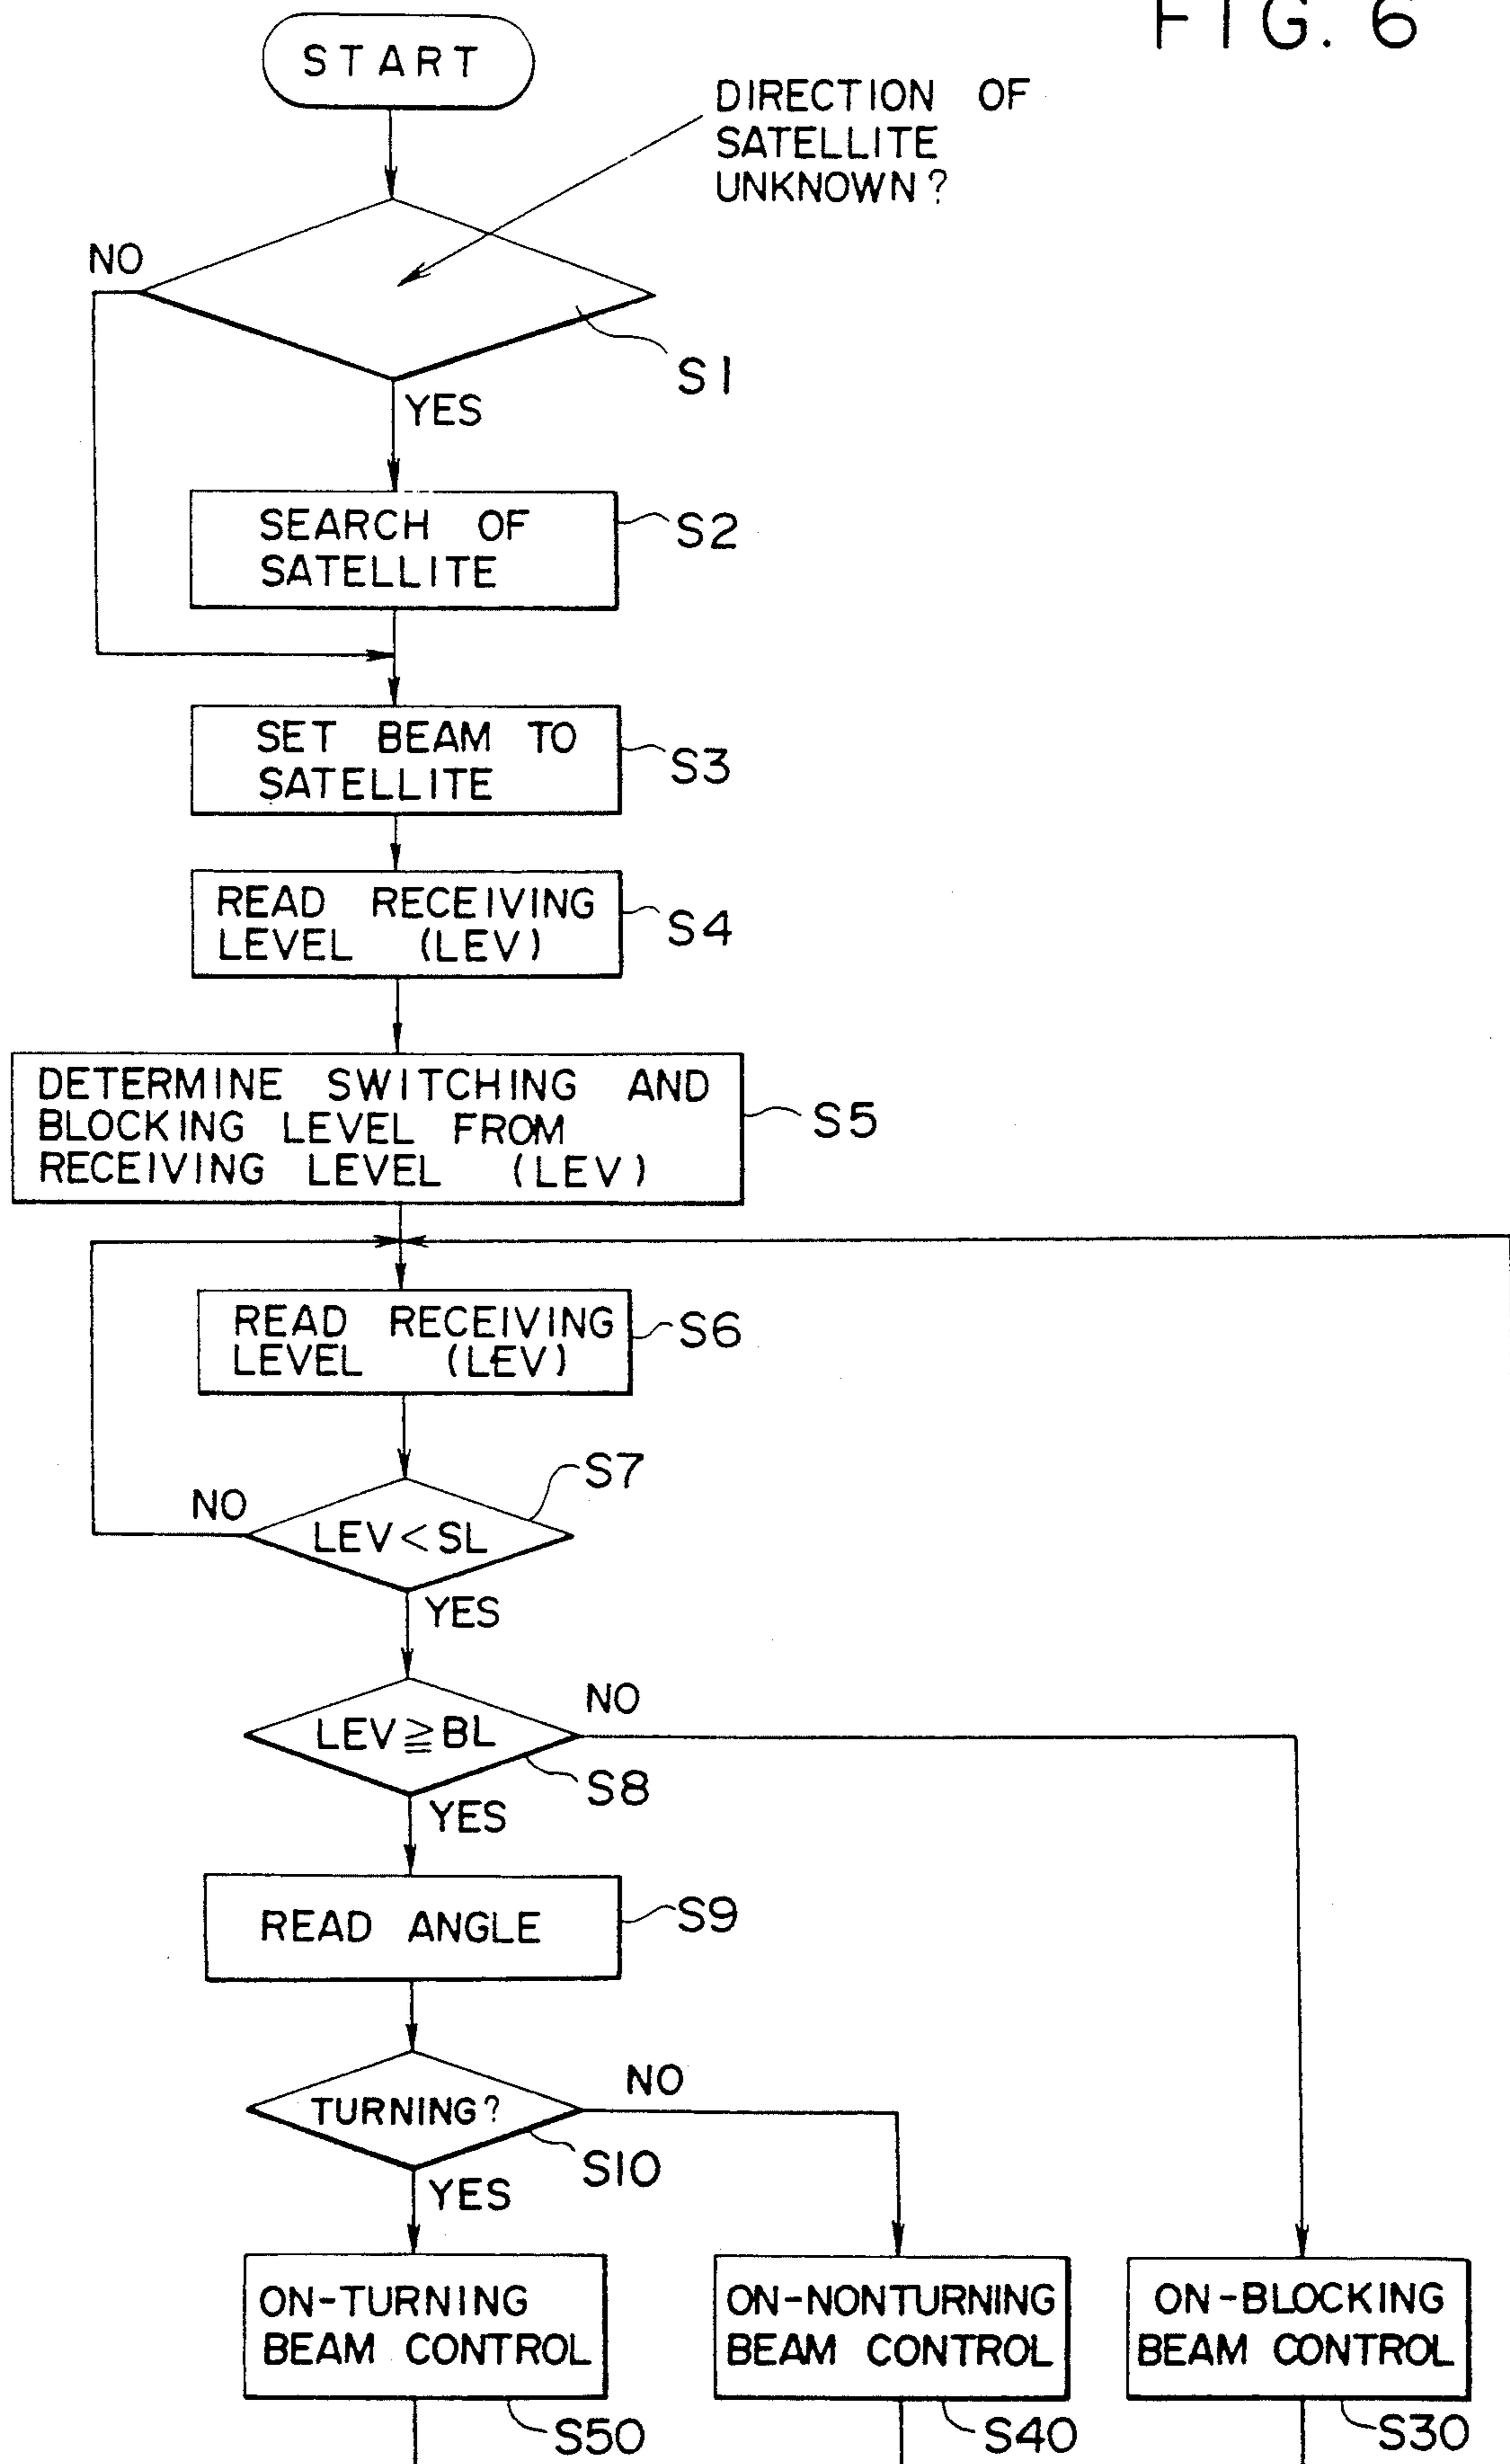 FIG. 6
START
DIRECTION OF
SATELLITE
UNKNOWN?
NO
S1
YES
SEARCH OF
SATELLITE
S2
SET BEAM TO
SATELLITE
S3
READ RECEIVING
LEVEL (LEV)
S4
DETERMINE SWITCHING AND
BLOCKING LEVEL FROM
RECEIVING LEVEL (LEV)
S5
READ RECEIVING
LEVEL (LEV)
S6
S7
NO
LEV < SL
YES
NO
LEV ≧ BL
S8
YES
READ ANGLE
S9
NO
TURNING?
S10
YES
ON-TURNING
BEAM CONTROL
S50
ON-NONTURNING
BEAM CONTROL
S40
ON-BLOCKING
BEAM CONTROL
S30